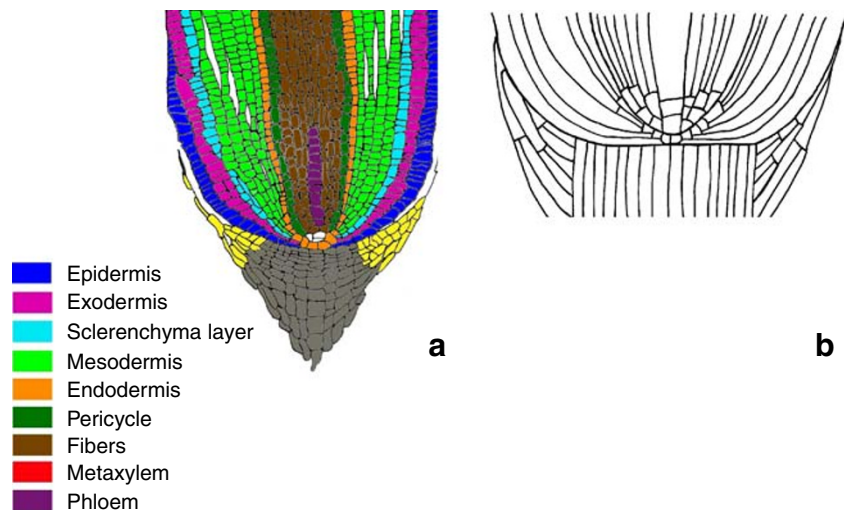 a
b
Epidermis
Exodermis
Sclerenchyma layer
Mesodermis
Endodermis
Pericycle
Fibers
Metaxylem
Phloem